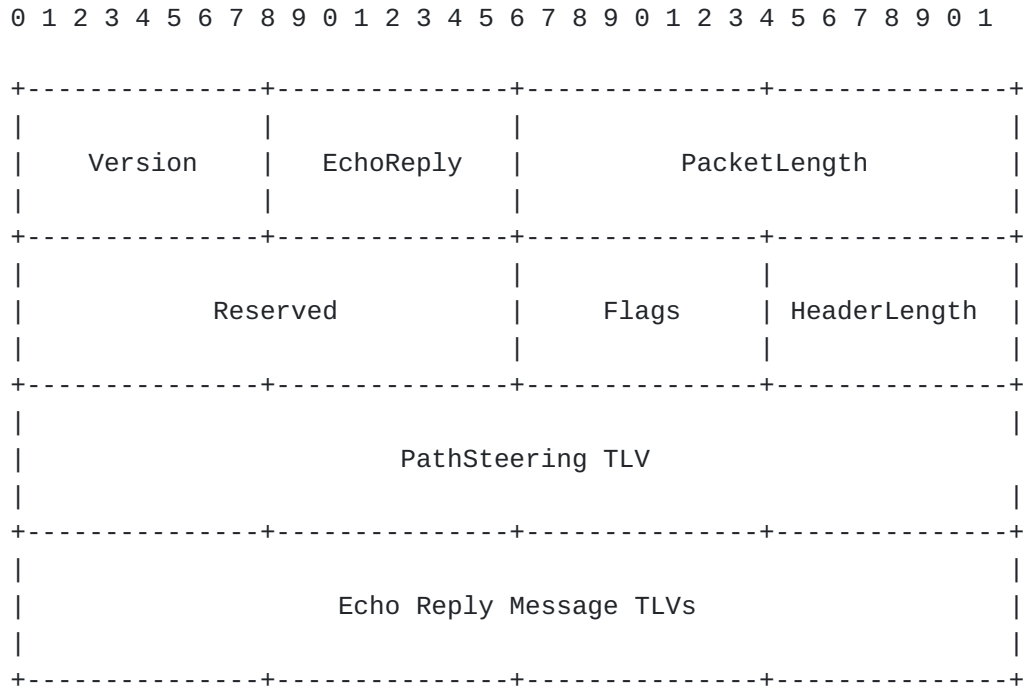 0 1 2 3 4 5 6 7 8 9 0 1 2 3 4 5 6 7 8 9 0 1 2 3 4 5 6 7 8 9 0 1

+---------------+---------------+---------------+---------------+
|               |               |                               |
|    Version    |   EchoReply   |          PacketLength         |
|               |               |                               |
+---------------+---------------+---------------+---------------+
|                               |               |               |
|            Reserved           |     Flags     | HeaderLength  |
|                               |               |               |
+---------------+---------------+---------------+---------------+
|                                                               |
|                        PathSteering TLV
|                                                               |
+---------------+---------------+---------------+---------------+
|                                                               |
|                    Echo Reply Message TLVs                    |
|                                                               |
+---------------+---------------+---------------+---------------+